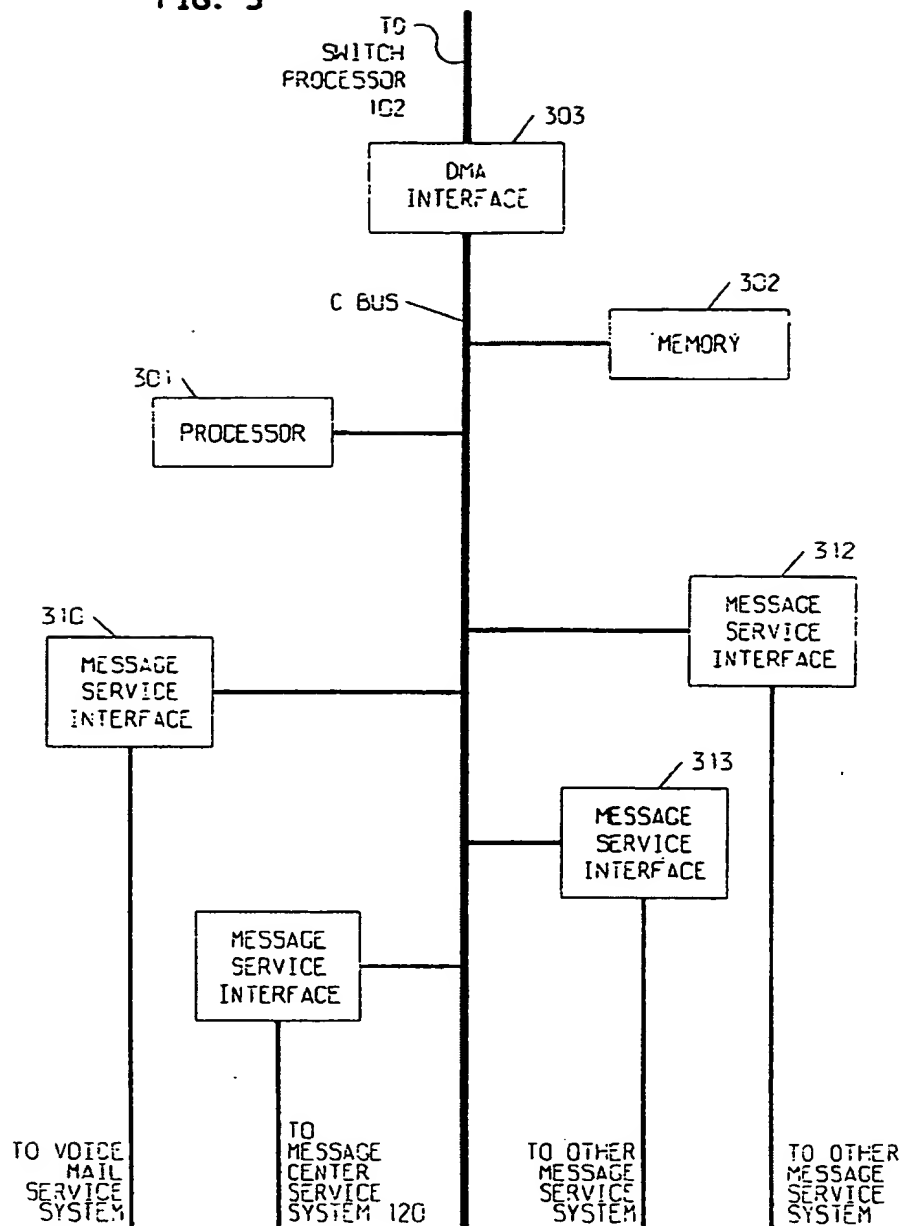 FIG. 3
TO
SWITCH
PROCESSOR
102
303
DMA
INTERFACE
C BUS
302
MEMORY
301
PROCESSOR
312
MESSAGE
SERVICE
INTERFACE
310
MESSAGE
SERVICE
INTERFACE
313
MESSAGE
SERVICE
INTERFACE
MESSAGE
SERVICE
INTERFACE
TO VOICE
MAIL
SERVICE
SYSTEM
TO
MESSAGE
CENTER
SERVICE
SYSTEM 120
TO OTHER
MESSAGE
SERVICE
SYSTEM
TO OTHER
MESSAGE
SERVICE
SYSTEM